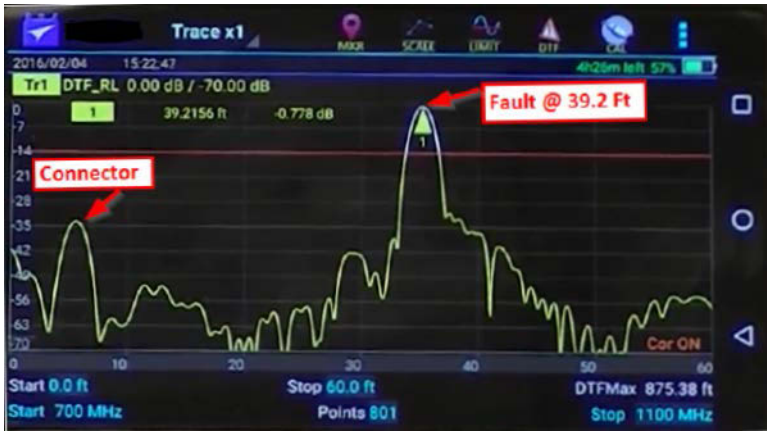 Trace x1
MKR SCALE LIMIT DTF CAL
2016/02/04 15:22:47 4h26m left 57%
Tr1 DTF_RL 0.00 dB / -70.00 dB
1 39.2156 ft -0.778 dB
Fault @ 39.2 Ft
1
Connector
0
-7
-14
-21
-28
-35
-42
-49
-56
-63
-70
Cor ON
0 10 20 30 40 50 60
Start 0.0 ft Stop 60.0 ft DTFMax 875.38 ft
Start 700 MHz Points 801 Stop 1100 MHz